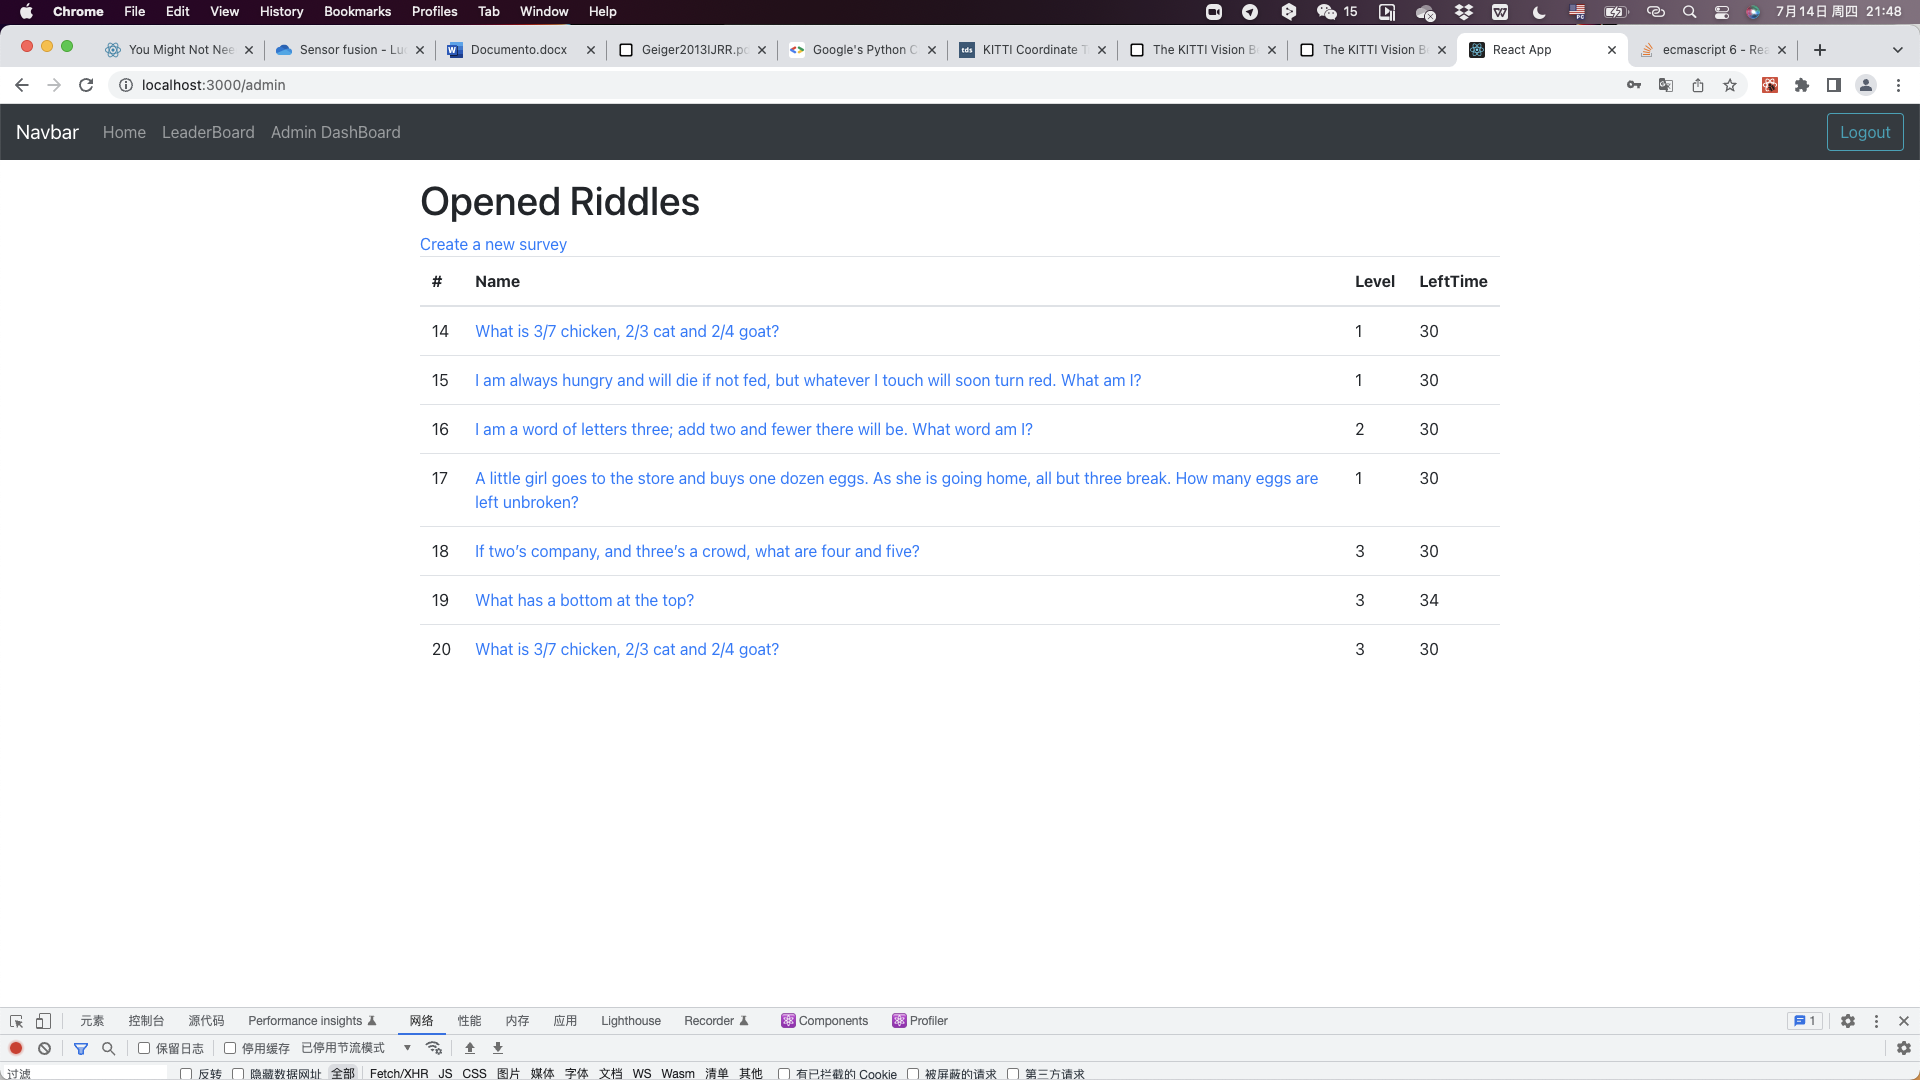 Chrome File Edit View History Bookmarks Profiles Tab Window Help 15 7月14日 周四 21:48
You Might Not Nee Sensor fusion - Lu Documento.docx Geiger2013IJRR.p Google's Python C KITTI Coordinate T The KITTI Vision B The KITTI Vision B React App ecmascript 6 - Rea
localhost:3000/admin
Navbar Home LeaderBoard Admin DashBoard Logout
Opened Riddles
Create a new survey
# Name Level LeftTime
14 What is 3/7 chicken, 2/3 cat and 2/4 goat? 1 30
15 I am always hungry and will die if not fed, but whatever I touch will soon turn red. What am I? 1 30
16 I am a word of letters three; add two and fewer there will be. What word am I? 2 30
17 A little girl goes to the store and buys one dozen eggs. As she is going home, all but three break. How many eggs are 1 30
left unbroken?
18 If two’s company, and three’s a crowd, what are four and five? 3 30
19 What has a bottom at the top? 3 34
20 What is 3/7 chicken, 2/3 cat and 2/4 goat? 3 30
元素 控制台 源代码 Performance insights 网络 性能 内存 应用 Lighthouse Recorder Components Profiler 1
保留日志 停用缓存 已停用节流模式
过滤 反转 隐藏数据网址 全部 Fetch/XHR JS CSS 图片 媒体 字体 文档 WS Wasm 清单 其他 有已拦截的 Cookie 被屏蔽的请求 第三方请求